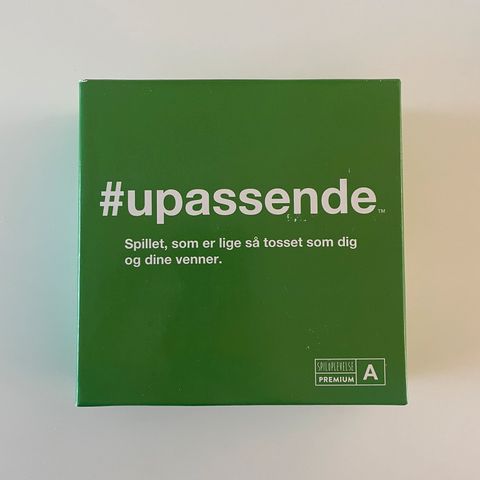 #upassende™
Spillet, som er lige så tosset som dig
og dine venner.
SPILOPLEVELSE
PREMIUM A